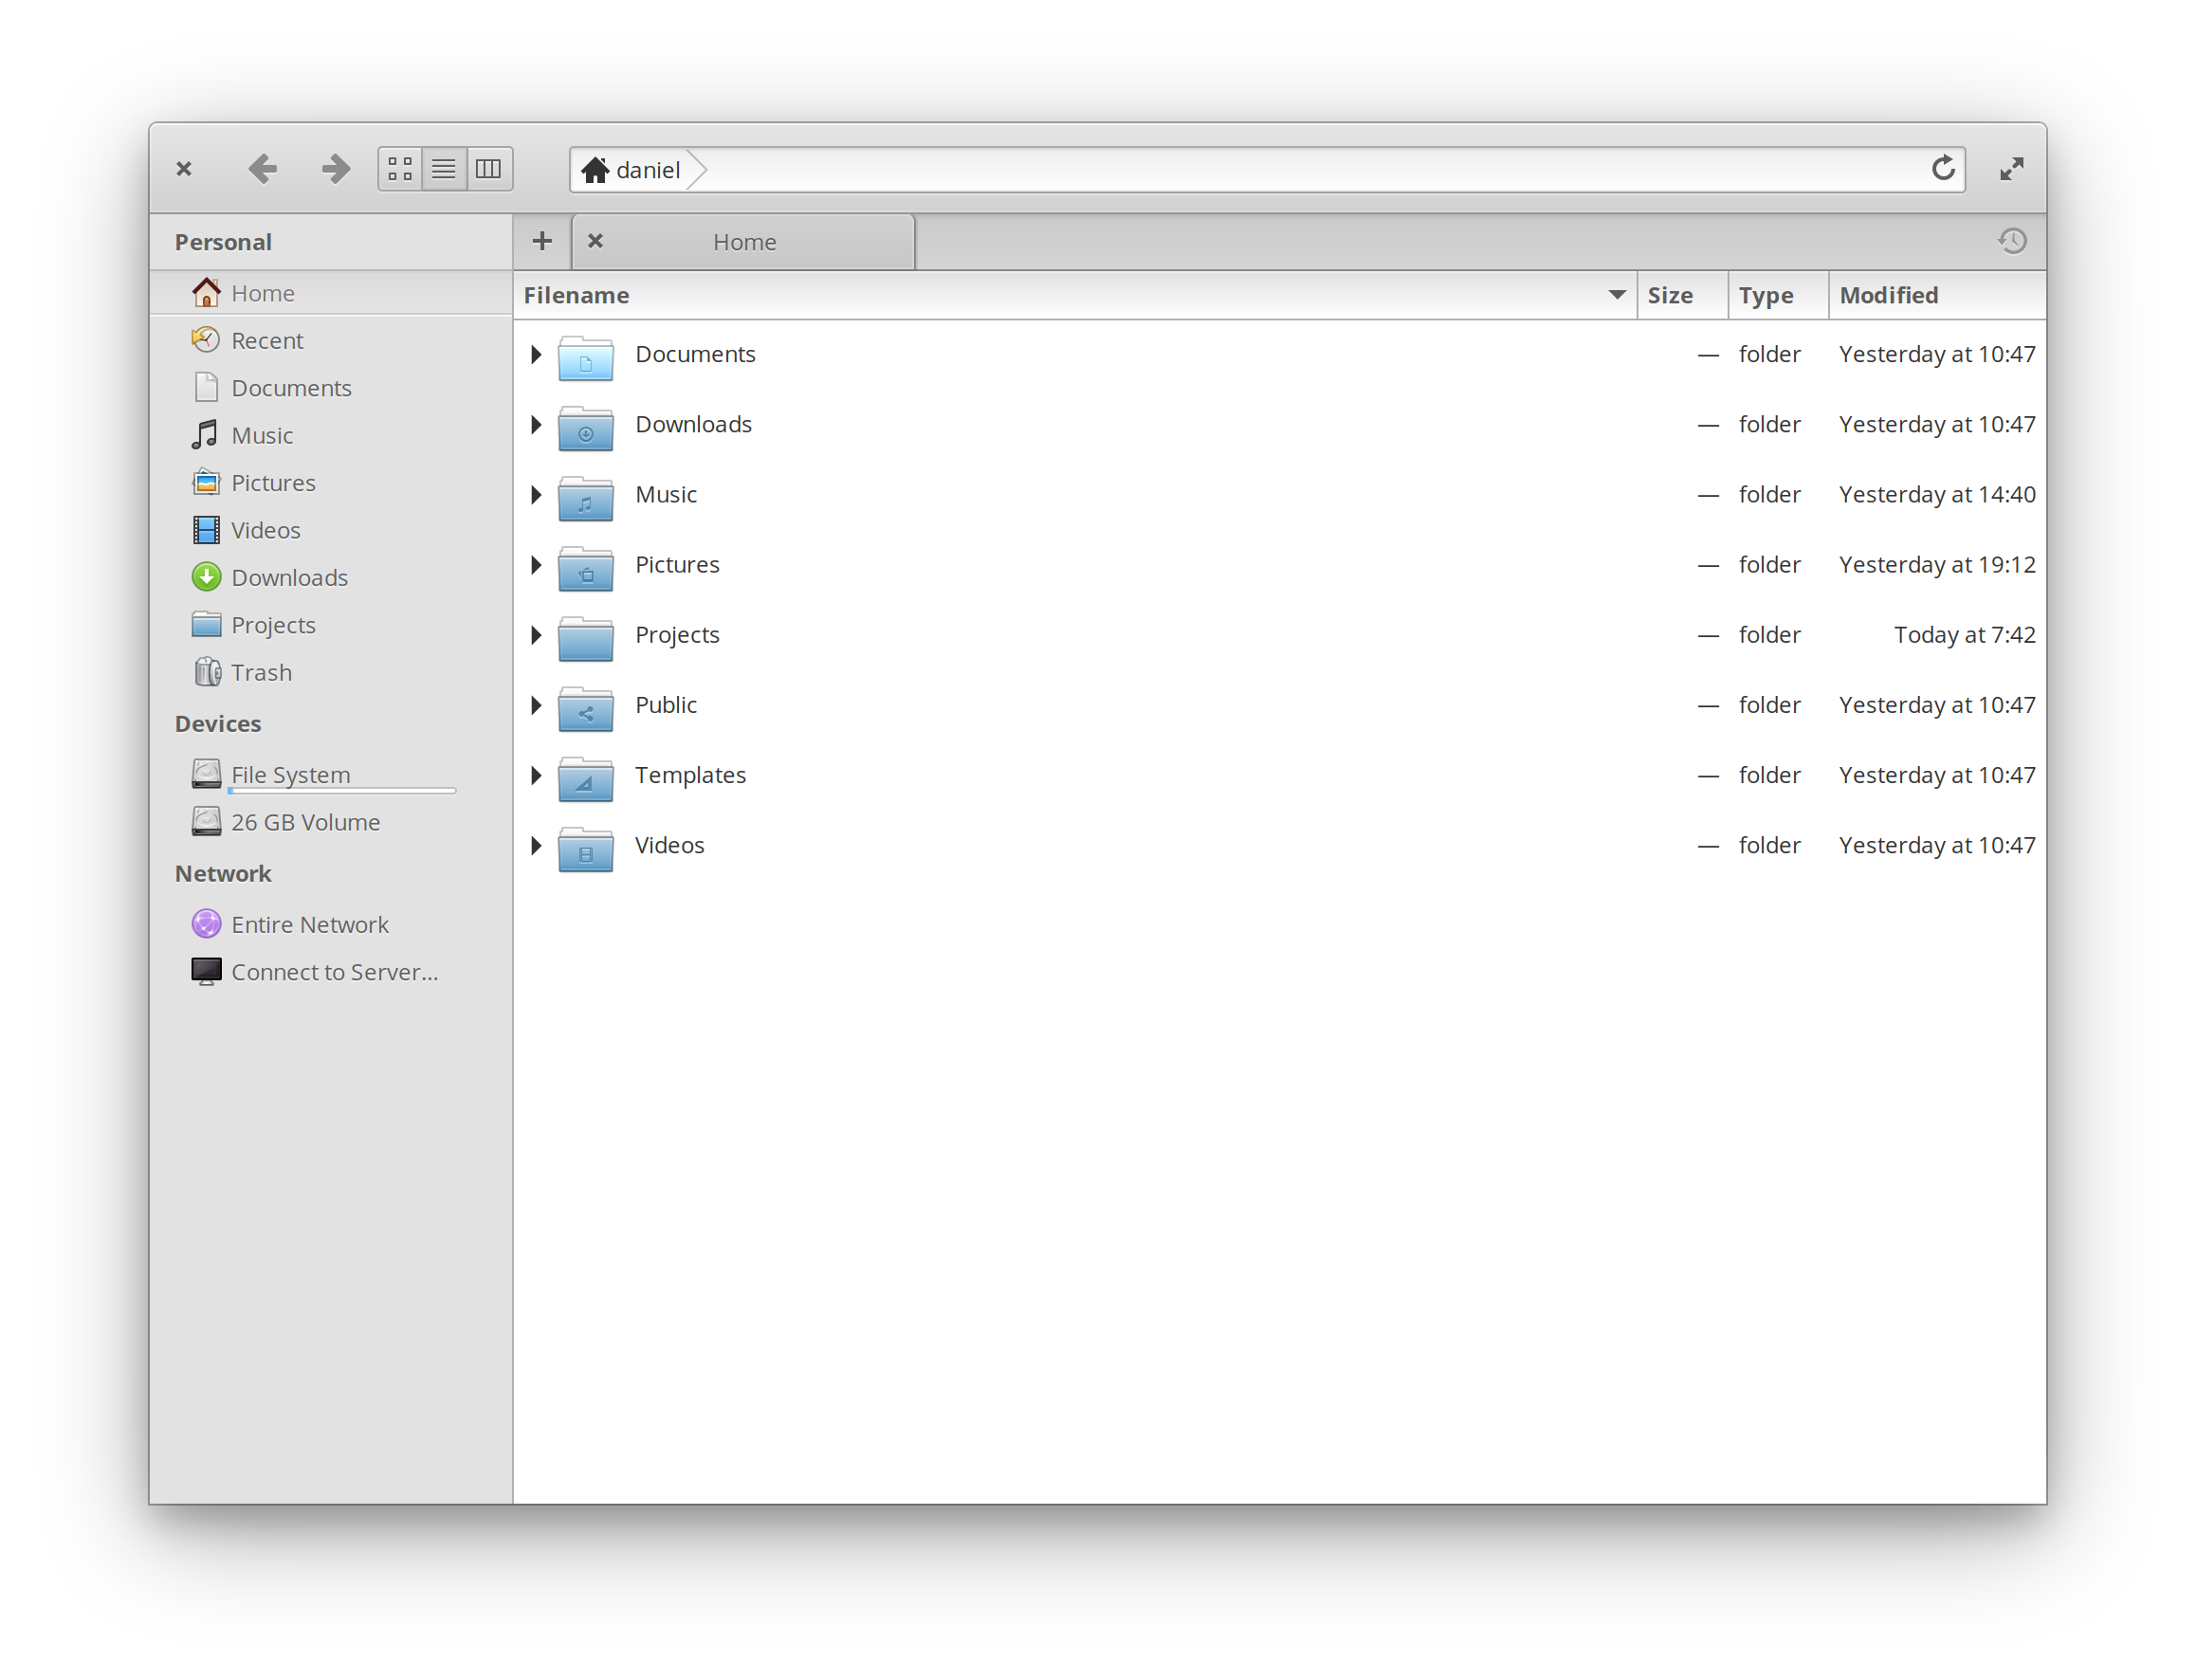 daniel
Personal
Home
Home
Filename Size Type Modified
Recent
Documents
Music
Pictures
Videos
Downloads
Projects
Trash
Devices
File System
26 GB Volume
Network
Entire Network
Connect to Server...
Documents — folder Yesterday at 10:47
Downloads — folder Yesterday at 10:47
Music — folder Yesterday at 14:40
Pictures — folder Yesterday at 19:12
Projects — folder Today at 7:42
Public — folder Yesterday at 10:47
Templates — folder Yesterday at 10:47
Videos — folder Yesterday at 10:47